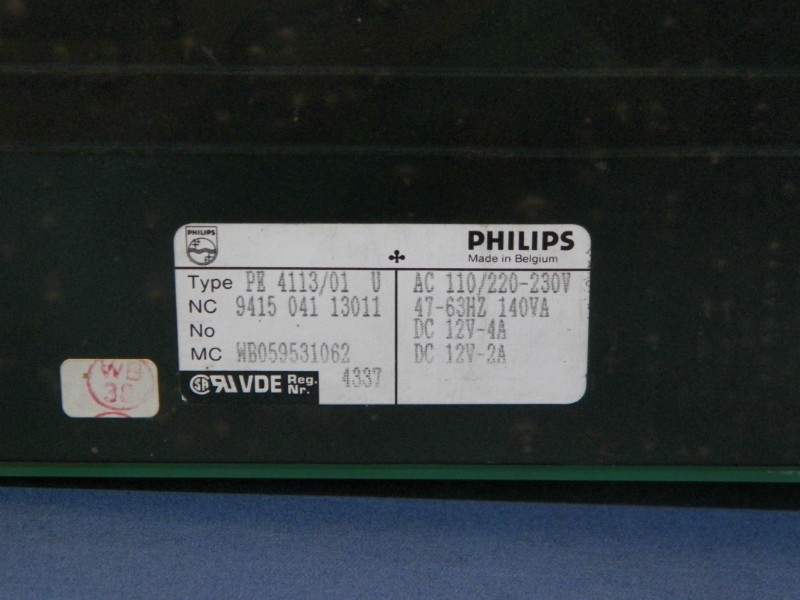 PHILIPS
PHILIPS
Made in Belgium
Type PE 4113/01 U
NC 9415 041 13011
No
MC WB059531062
VDE Reg. Nr. 4337
AC 110/220-230V
47-63HZ 140VA
DC 12V-4A
DC 12V-2A
WB